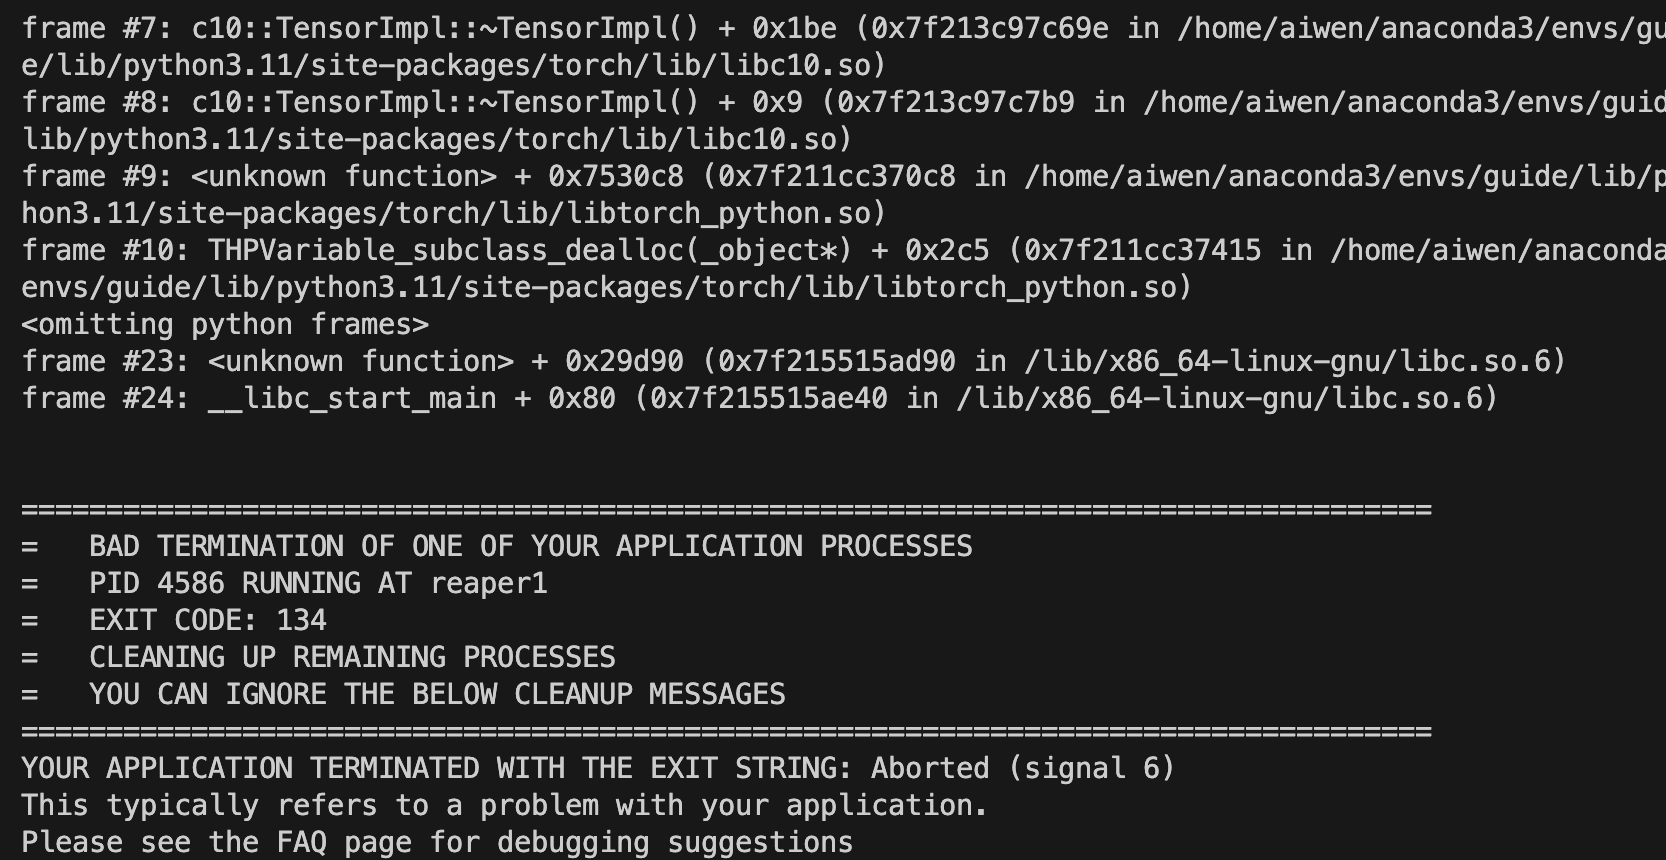 frame #7: c10::TensorImpl::~TensorImpl() + 0x1be (0x7f213c97c69e in /home/aiwen/anaconda3/envs/gu
e/lib/python3.11/site-packages/torch/lib/libc10.so)
frame #8: c10::TensorImpl::~TensorImpl() + 0x9 (0x7f213c97c7b9 in /home/aiwen/anaconda3/envs/guid
lib/python3.11/site-packages/torch/lib/libc10.so)
frame #9: <unknown function> + 0x7530c8 (0x7f211cc370c8 in /home/aiwen/anaconda3/envs/guide/lib/p
hon3.11/site-packages/torch/lib/libtorch_python.so)
frame #10: THPVariable_subclass_dealloc(_object*) + 0x2c5 (0x7f211cc37415 in /home/aiwen/anaconda
envs/guide/lib/python3.11/site-packages/torch/lib/libtorch_python.so)
<omitting python frames>
frame #23: <unknown function> + 0x29d90 (0x7f215515ad90 in /lib/x86_64-linux-gnu/libc.so.6)
frame #24: __libc_start_main + 0x80 (0x7f215515ae40 in /lib/x86_64-linux-gnu/libc.so.6)
===================================================================================
=   BAD TERMINATION OF ONE OF YOUR APPLICATION PROCESSES
=   PID 4586 RUNNING AT reaper1
=   EXIT CODE: 134
=   CLEANING UP REMAINING PROCESSES
=   YOU CAN IGNORE THE BELOW CLEANUP MESSAGES
===================================================================================
YOUR APPLICATION TERMINATED WITH THE EXIT STRING: Aborted (signal 6)
This typically refers to a problem with your application.
Please see the FAQ page for debugging suggestions